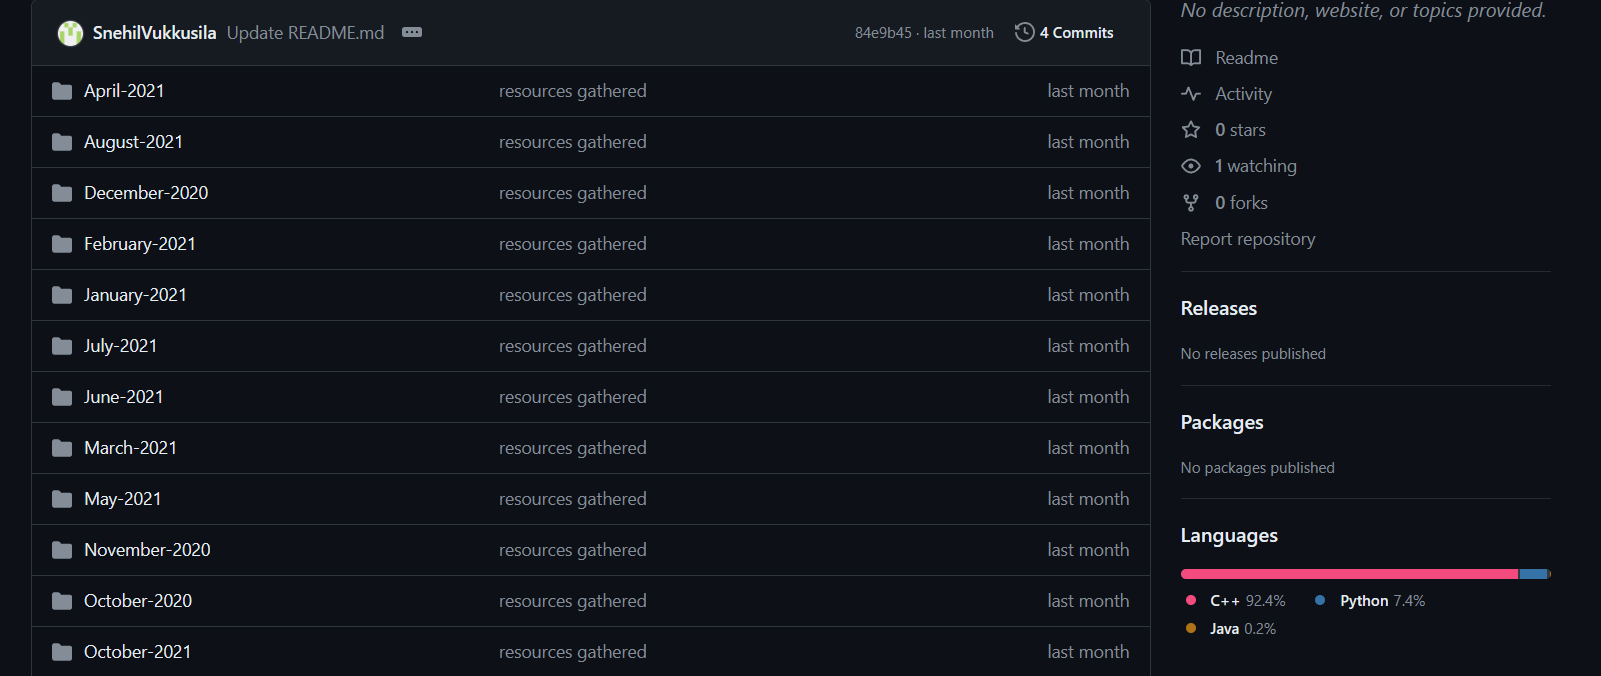 SnehilVukkusila Update README.md 84e9b45 · last month 4 Commits
April-2021 resources gathered last month
August-2021 resources gathered last month
December-2020 resources gathered last month
February-2021 resources gathered last month
January-2021 resources gathered last month
July-2021 resources gathered last month
June-2021 resources gathered last month
March-2021 resources gathered last month
May-2021 resources gathered last month
November-2020 resources gathered last month
October-2020 resources gathered last month
October-2021 resources gathered last month
No description, website, or topics provided.
Readme
Activity
0 stars
1 watching
0 forks
Report repository
Releases
No releases published
Packages
No packages published
Languages
C++ 92.4% Python 7.4%
Java 0.2%